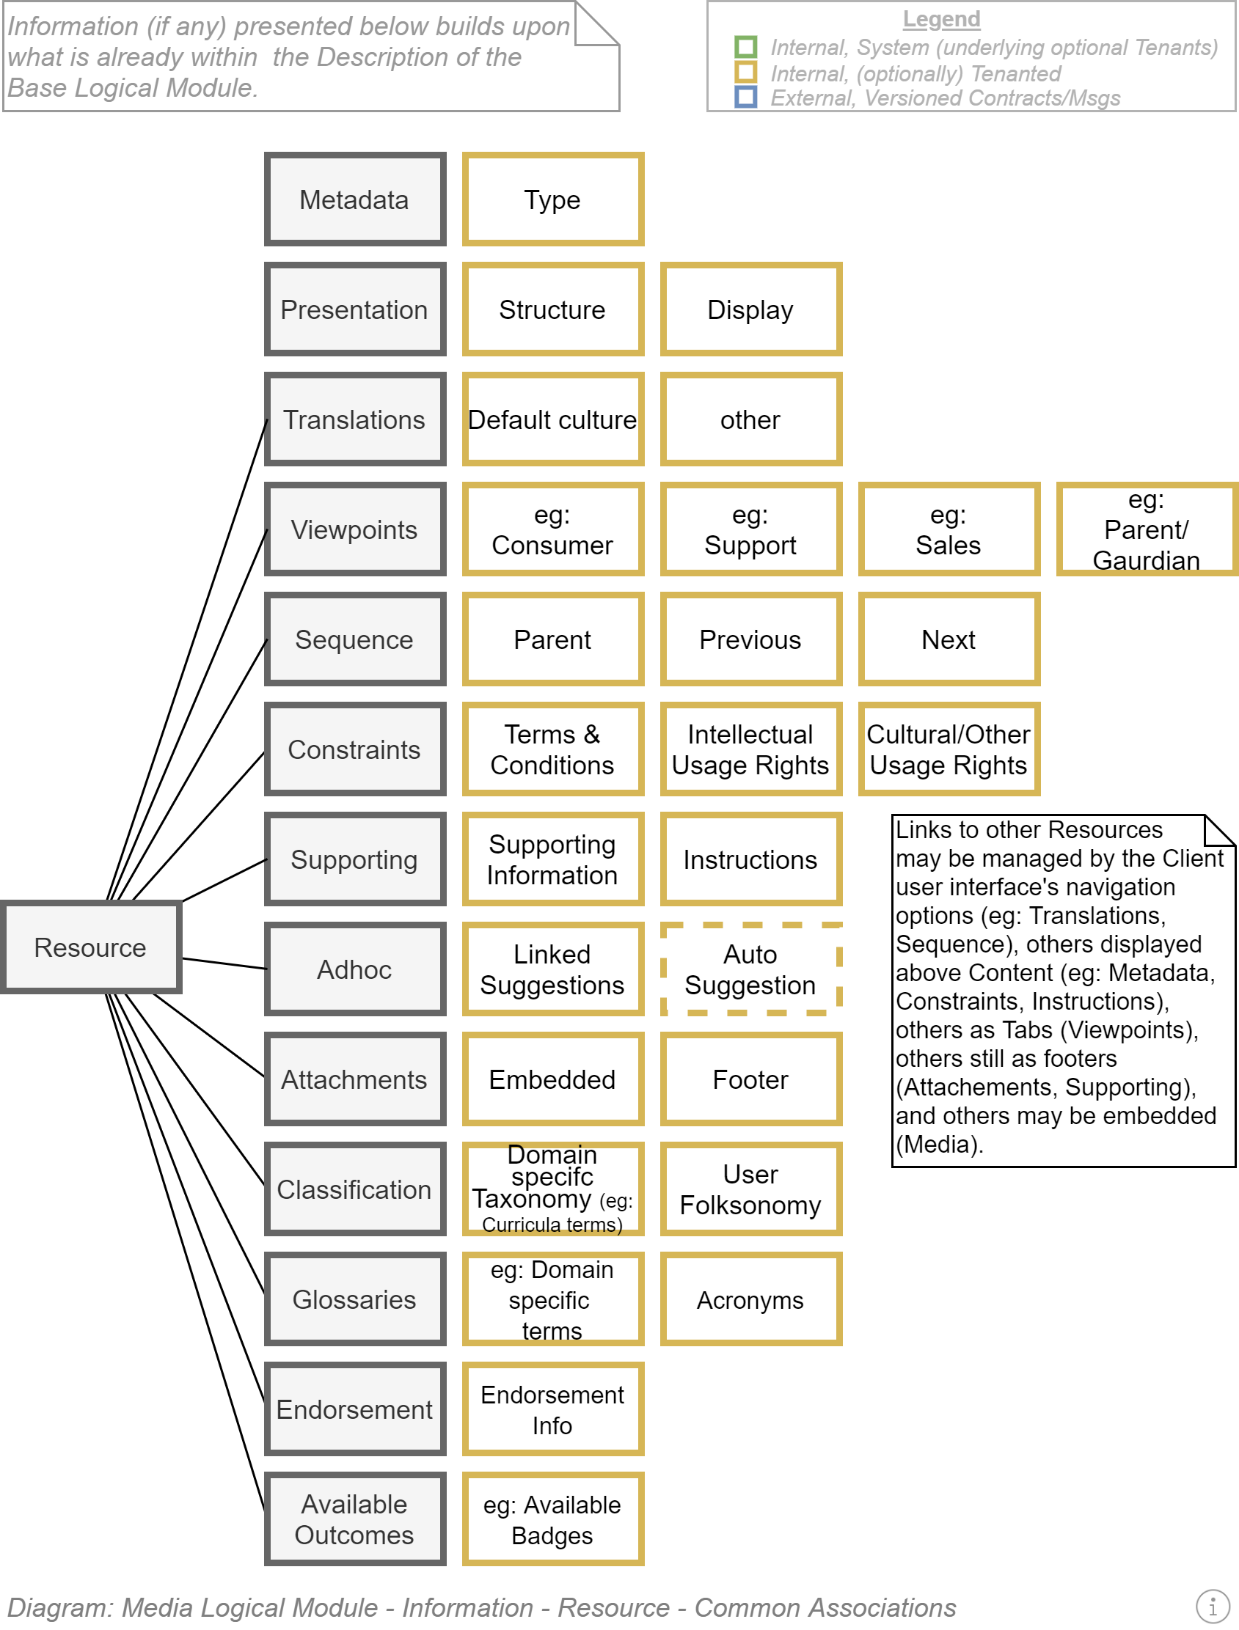 Information (if any) presented below builds upon
what is already within  the Description of the
Base Logical Module.
Legend
Internal, System (underlying optional Tenants)
Internal, (optionally) Tenanted
External, Versioned Contracts/Msgs
Metadata
Type
Presentation
Structure
Display
Translations
Default culture
other
Viewpoints
eg:
Consumer
eg:
Support
eg:
Sales
eg:
Parent/
Gaurdian
Sequence
Parent
Previous
Next
Constraints
Terms &
Conditions
Intellectual
Usage Rights
Cultural/Other
Usage Rights
Supporting
Supporting
Information
Instructions
Links to other Resources
may be managed by the Client
user interface's navigation
options (eg: Translations,
Sequence), others displayed
above Content (eg: Metadata,
Constraints, Instructions),
others as Tabs (Viewpoints),
others still as footers
(Attachements, Supporting),
and others may be embedded
(Media).
Resource
Adhoc
Linked
Suggestions
Auto
Suggestion
Attachments
Embedded
Footer
Classification
Domain
specifc
Taxonomy (eg:
Curricula terms)
User
Folksonomy
Glossaries
eg: Domain
specific
terms
Acronyms
Endorsement
Endorsement
Info
Available
Outcomes
eg: Available
Badges
Diagram: Media Logical Module - Information - Resource - Common Associations
i